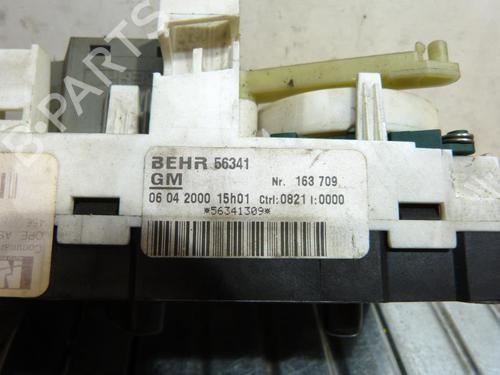 BEHR 56341
GM Nr. 163 709
06 04 2000 15h01 Ctrl:0821 I:0000
*56341309*
B-PARTS